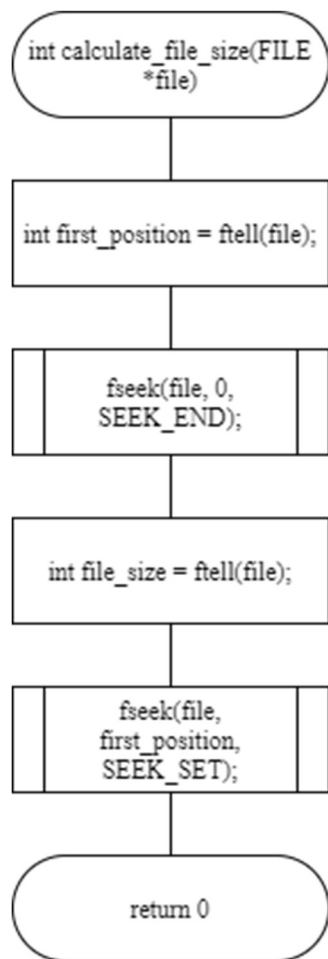 int calculate_file_size(FILE
*file)
int first_position = ftell(file);
fseek(file, 0,
SEEK_END);
int file_size = ftell(file);
fseek(file,
first_position,
SEEK_SET);
return 0